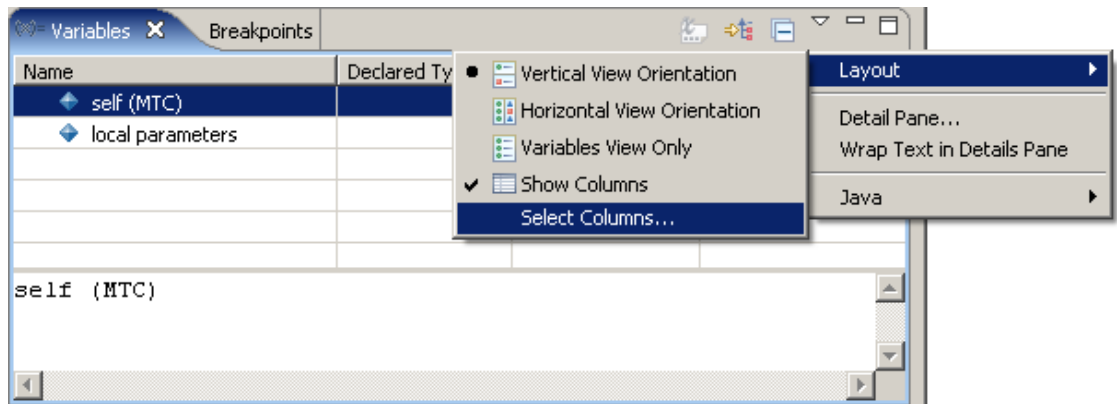 (x)= Variables
Breakpoints
Name
Declared Ty
self (MTC)
local parameters
Vertical View Orientation
Horizontal View Orientation
Variables View Only
Show Columns
Select Columns...
Layout
Detail Pane...
Wrap Text in Details Pane
Java
self (MTC)